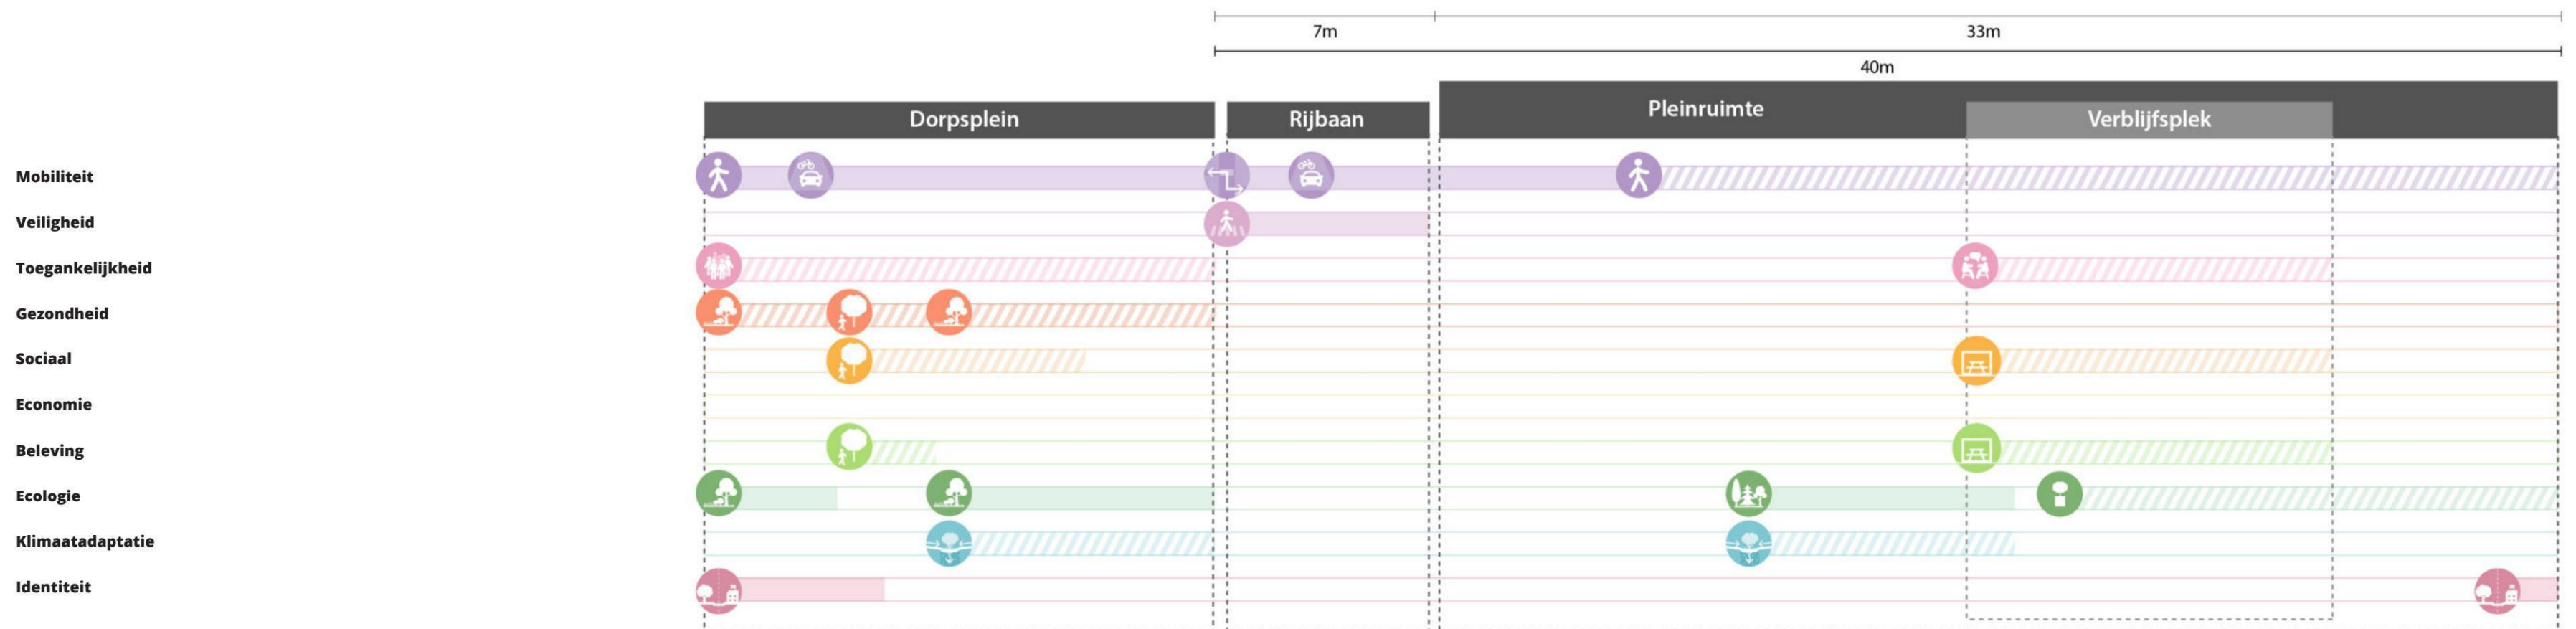 7m 33m
40m
Dorpsplein Rijbaan Pleinruimte Verblijfsplek
Mobiliteit
Veiligheid
Toegankelijkheid
Gezondheid
Sociaal
Economie
Beleving
Ecologie
Klimaatadaptatie
Identiteit